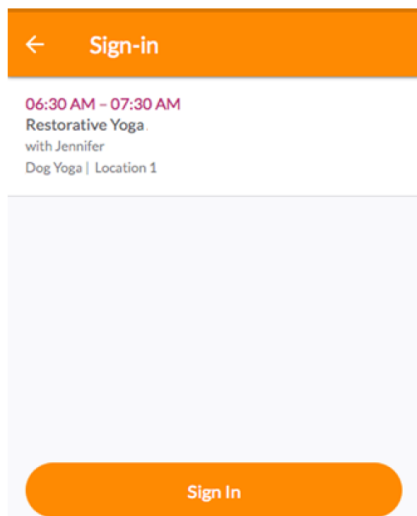 Sign-in
06:30 AM – 07:30 AM
Restorative Yoga
with Jennifer
Dog Yoga | Location 1
Sign In